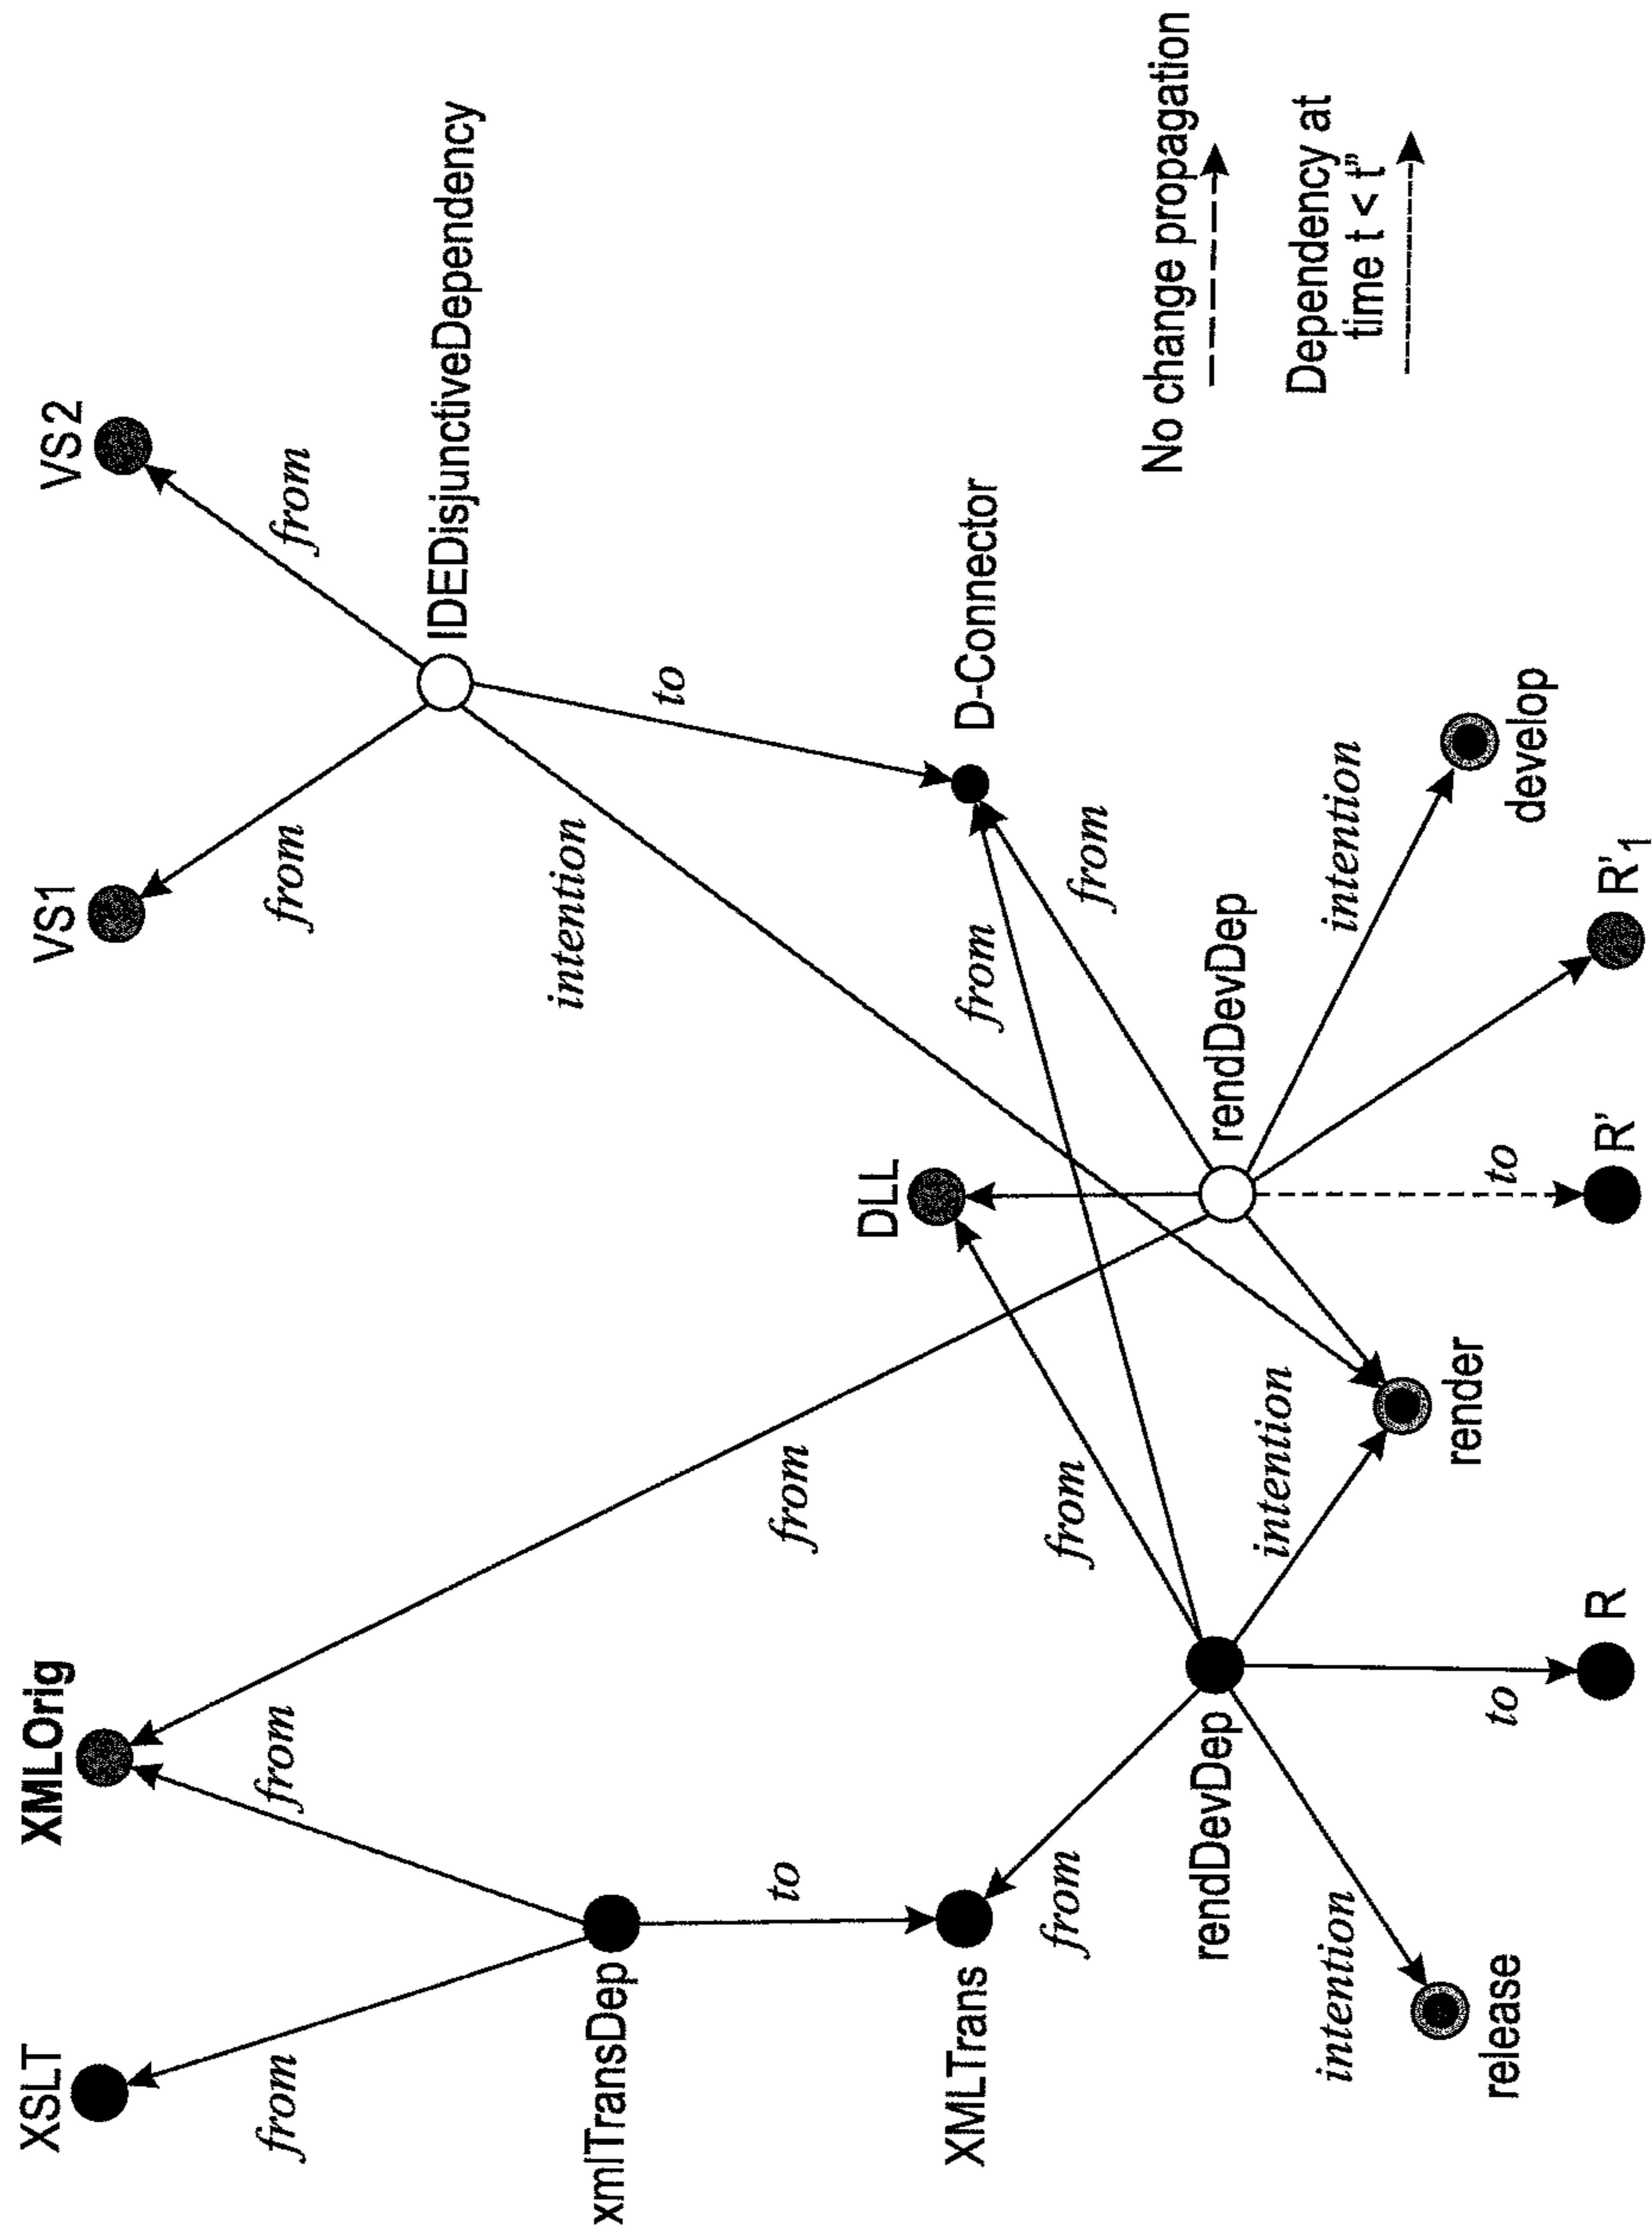 XSLT
XMLOrig
VS1
VS2
from
from
from
from
xmlTransDep
IDEDisjunctiveDependency
intention
to
to
from
XMLTrans
DLL
from
D-Connector
from
from
from
No change propagation
rendDevDep
rendDevDep
intention
Dependency at
time t < t"
intention
intention
release
render
develop
to
to
R
R'
R'1